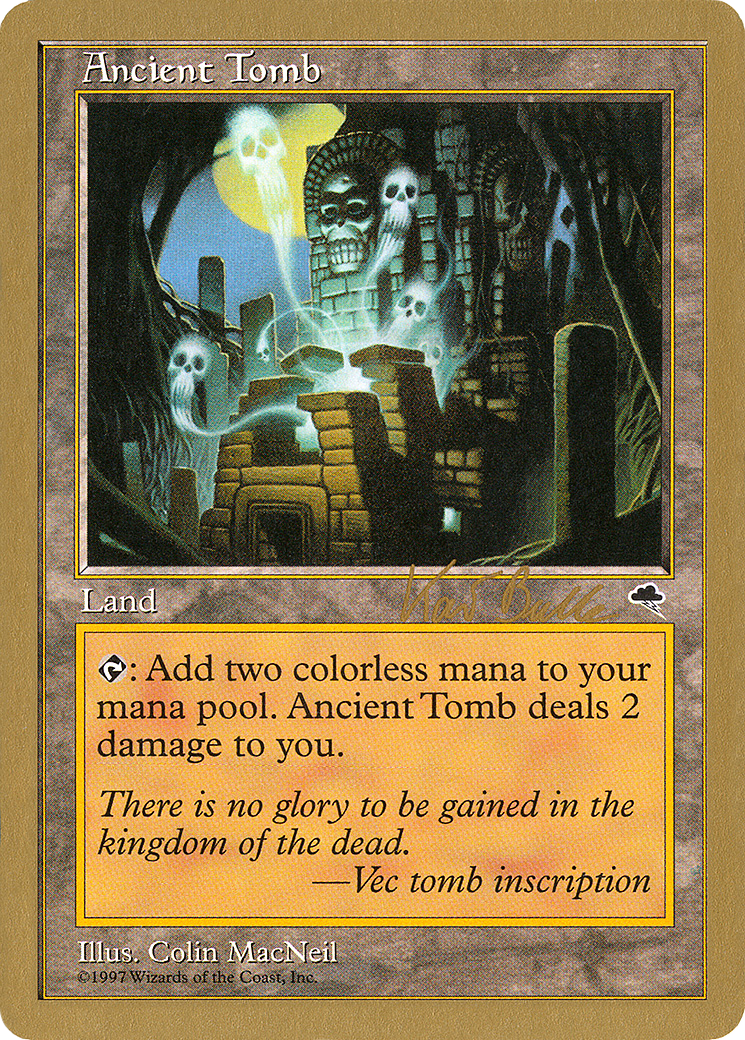 Ancient Tomb
Land
: Add two colorless mana to your
mana pool. Ancient Tomb deals 2
damage to you.
There is no glory to be gained in the
kingdom of the dead.
—Vec tomb inscription
Illus. Colin MacNeil
©1997 Wizards of the Coast, Inc.